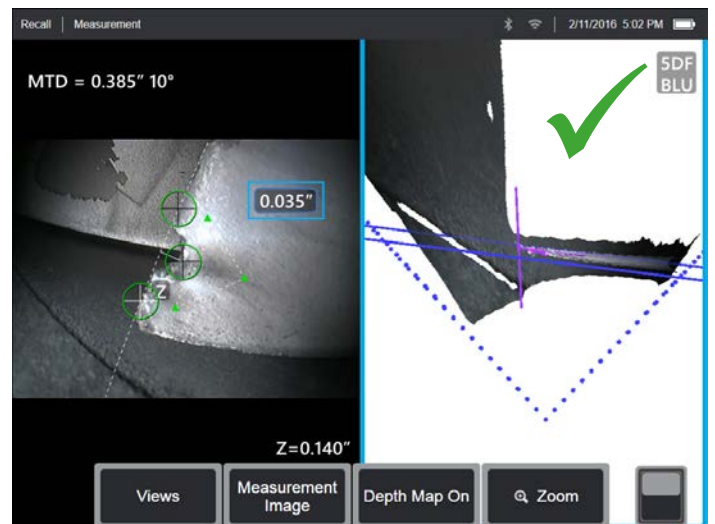 Recall | Measurement
2/11/2016 5:02 PM
MTD = 0.385" 10°
5DF
BLU
0.035"
Z
Z=0.140"
Views
Measurement
Image
Depth Map On
Zoom